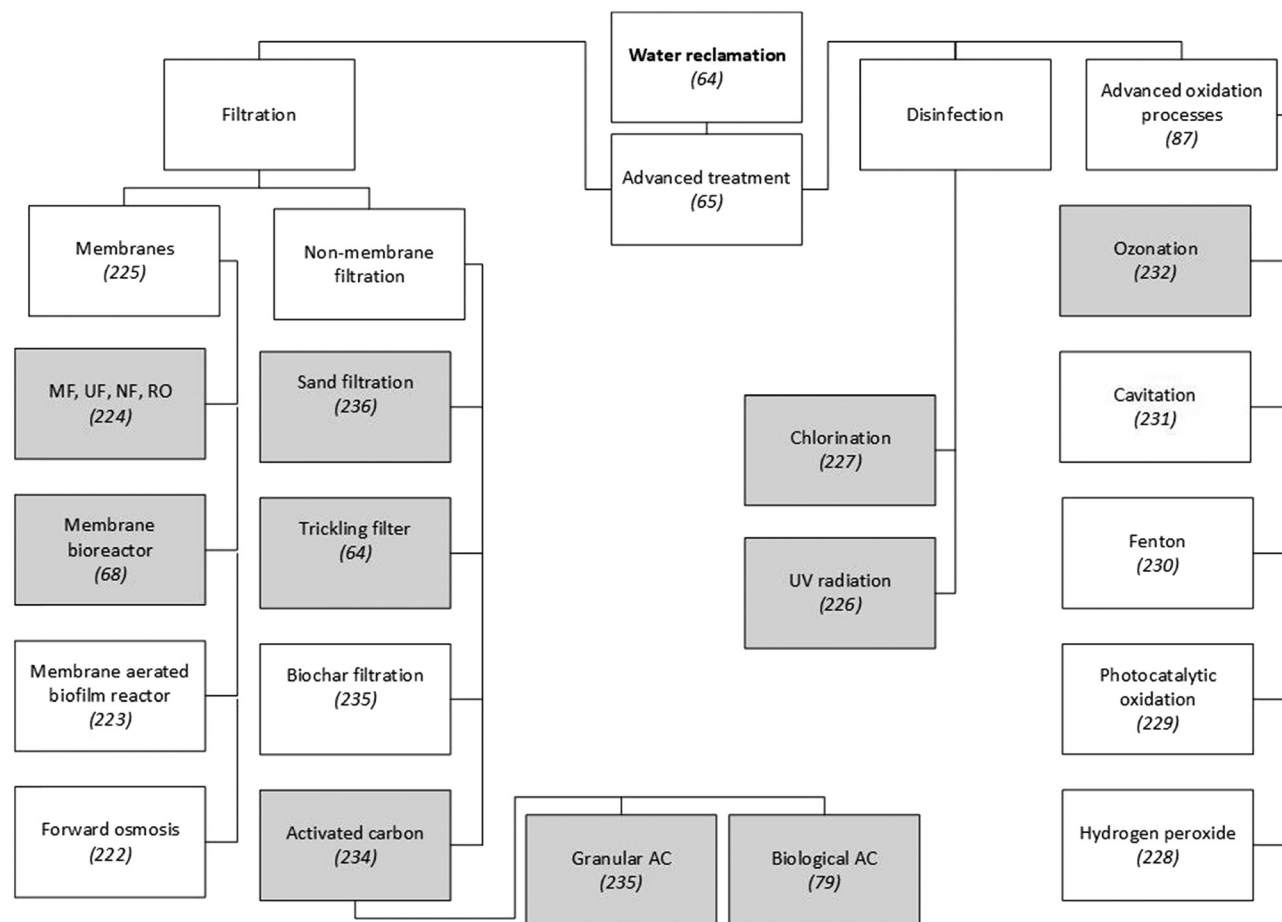 Water reclamation
(64)
Advanced treatment
(65)
Filtration
Membranes
(225)
MF, UF, NF, RO
(224)
Membrane
bioreactor
(68)
Membrane aerated
biofilm reactor
(223)
Forward osmosis
(222)
Non-membrane
filtration
Sand filtration
(236)
Trickling filter
(64)
Biochar filtration
(235)
Activated carbon
(234)
Granular AC
(235)
Biological AC
(79)
Disinfection
Chlorination
(227)
UV radiation
(226)
Advanced oxidation
processes
(87)
Ozonation
(232)
Cavitation
(231)
Fenton
(230)
Photocatalytic
oxidation
(229)
Hydrogen peroxide
(228)